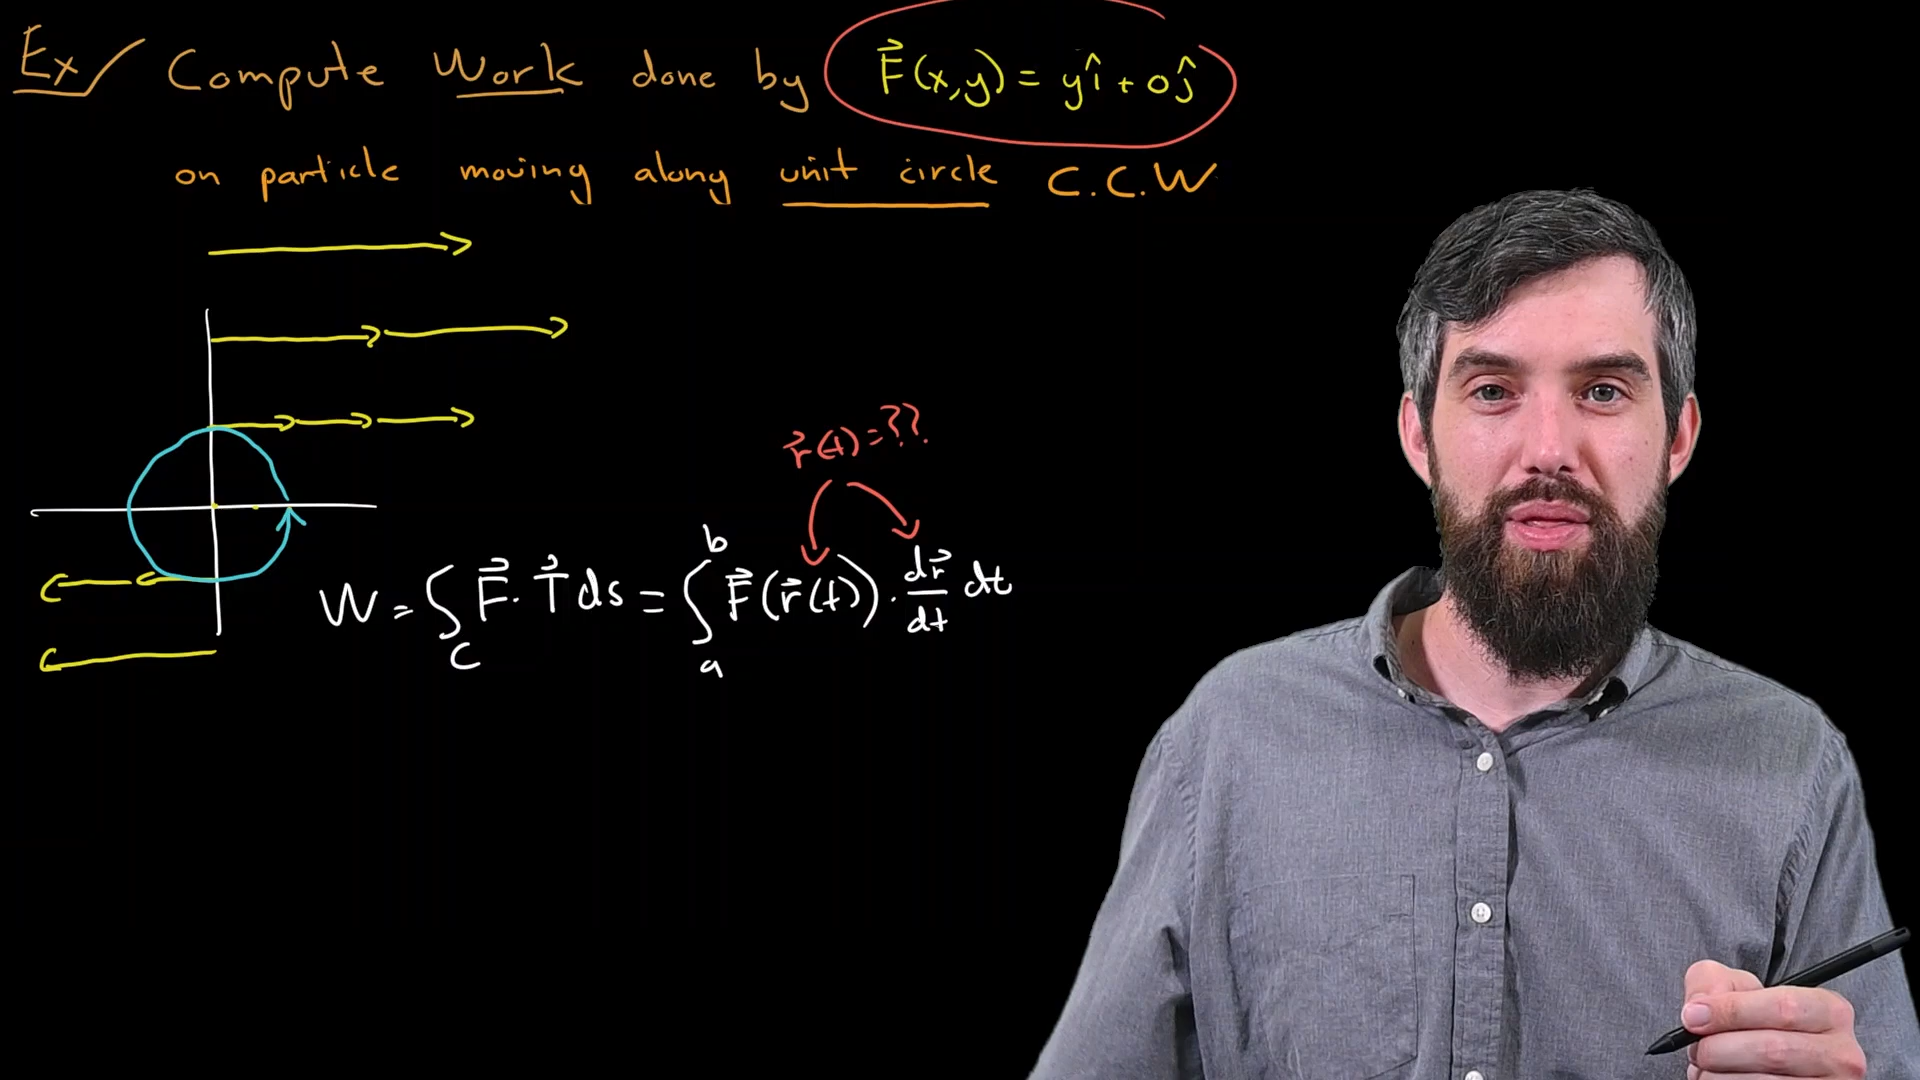 Ex/ Compute Work done by F⃗(x,y) = yî + 0ĵ
on particle moving along unit circle C.C.W
r⃗(t) = ??
W = ∫_C F⃗ · T⃗ ds = ∫_a^b F⃗(r⃗(t)) · dr⃗/dt dt